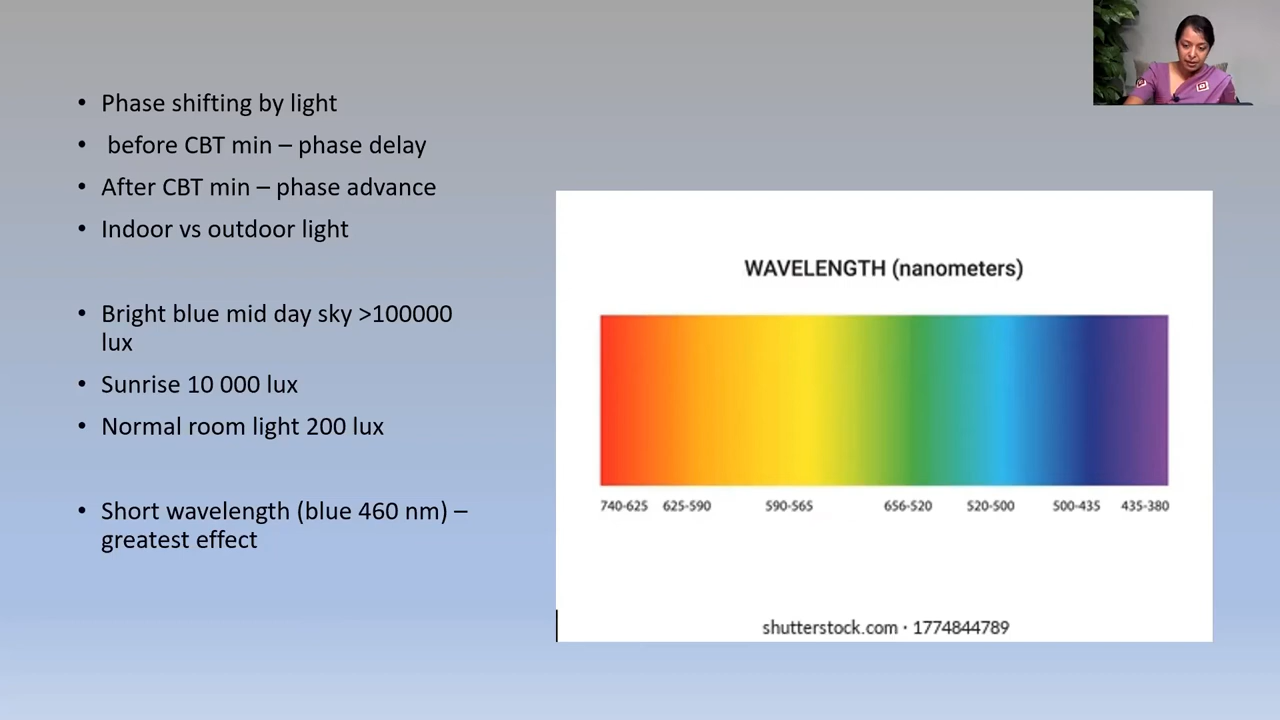 • Phase shifting by light
• before CBT min – phase delay
• After CBT min – phase advance
• Indoor vs outdoor light
• Bright blue mid day sky >100000
lux
• Sunrise 10 000 lux
• Normal room light 200 lux
• Short wavelength (blue 460 nm) –
greatest effect
WAVELENGTH (nanometers)
740-625 625-590 590-565 656-520 520-500 500-435 435-380
shutterstock.com · 1774844789